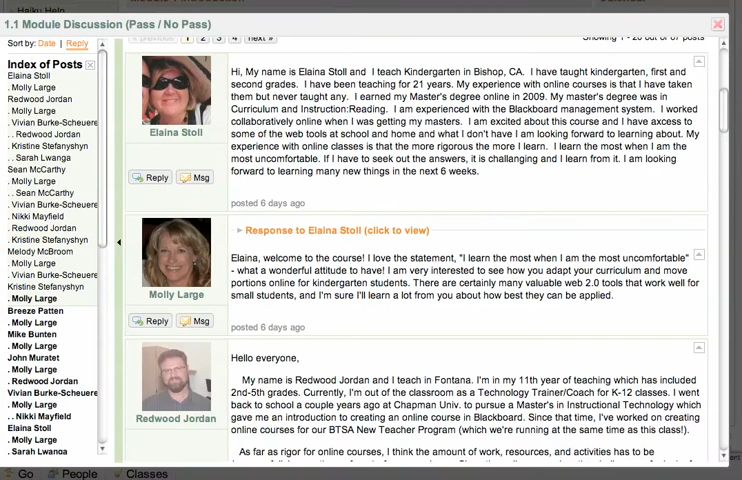 Haiku Help
1.1 Module Discussion (Pass / No Pass)
Sort by: Date | Reply
Index of Posts
Elaina Stoll
. Molly Large
Redwood Jordan
. Molly Large
. Vivian Burke-Scheuere
. . Redwood Jordan
. Kristine Stefanyshyn
. . Sarah Lwanga
Sean McCarthy
. Molly Large
. . Sean McCarthy
. Vivian Burke-Scheuere
. Nikki Mayfield
. Redwood Jordan
. Kristine Stefanyshyn
Melody McBroom
. Molly Large
. Vivian Burke-Scheuere
Kristine Stefanyshyn
. Molly Large
Breeze Patten
. Molly Large
Mike Bunten
. Molly Large
John Muratet
. Molly Large
. Redwood Jordan
Vivian Burke-Scheuere
. Molly Large
. . Nikki Mayfield
Elaina Stoll
. Molly Large
. Sarah Lwanga
« previous 1 2 3 4 next »
Elaina Stoll
Reply Msg
Hi, My name is Elaina Stoll and I teach Kindergarten in Bishop, CA. I have taught kindergarten, first and
second grades. I have been teaching for 21 years. My experience with online courses is that I have taken
them but never taught any. I earned my Master's degree online in 2009. My master's degree was in
Curriculum and Instruction:Reading. I am experienced with the Blackboard management system. I worked
collaboratively online when I was getting my masters. I am excited about this course and I have axcess to
some of the web tools at school and home and what I don't have I am looking forward to learning about. My
experience with online classes is that the more rigorous the more I learn. I learn the most when I am the
most uncomfortable. If I have to seek out the answers, it is changing and I learn from it. I am looking
forward to learning many new things in the next 6 weeks.
posted 6 days ago
Molly Large
Reply Msg
Response to Elaina Stoll (click to view)
Elaina, welcome to the course! I love the statement, "I learn the most when I am the most uncomfortable"
- what a wonderful attitude to have! I am very interested to see how you adapt your curriculum and move
portions online for kindergarten students. There are certainly many valuable web 2.0 tools that work well for
small students, and I'm sure I'll learn a lot from you about how best they can be applied.
posted 6 days ago
Redwood Jordan
Hello everyone,
My name is Redwood Jordan and I teach in Fontana. I'm in my 11th year of teaching which has included
2nd-5th grades. Currently, I'm out of the classroom as a Technology Trainer/Coach for K-12 classes. I went
back to school a couple years ago at Chapman Univ. to pursue a Master's in Instructional Technology which
gave me an introduction to creating an online course in Blackboard. Since that time, I've worked on creating
online courses for our BTSA New Teacher Program (which we're running at the same time as this class!).
As far as rigor for online courses, I think the amount of work, resources, and activities has to be
Go People Classes